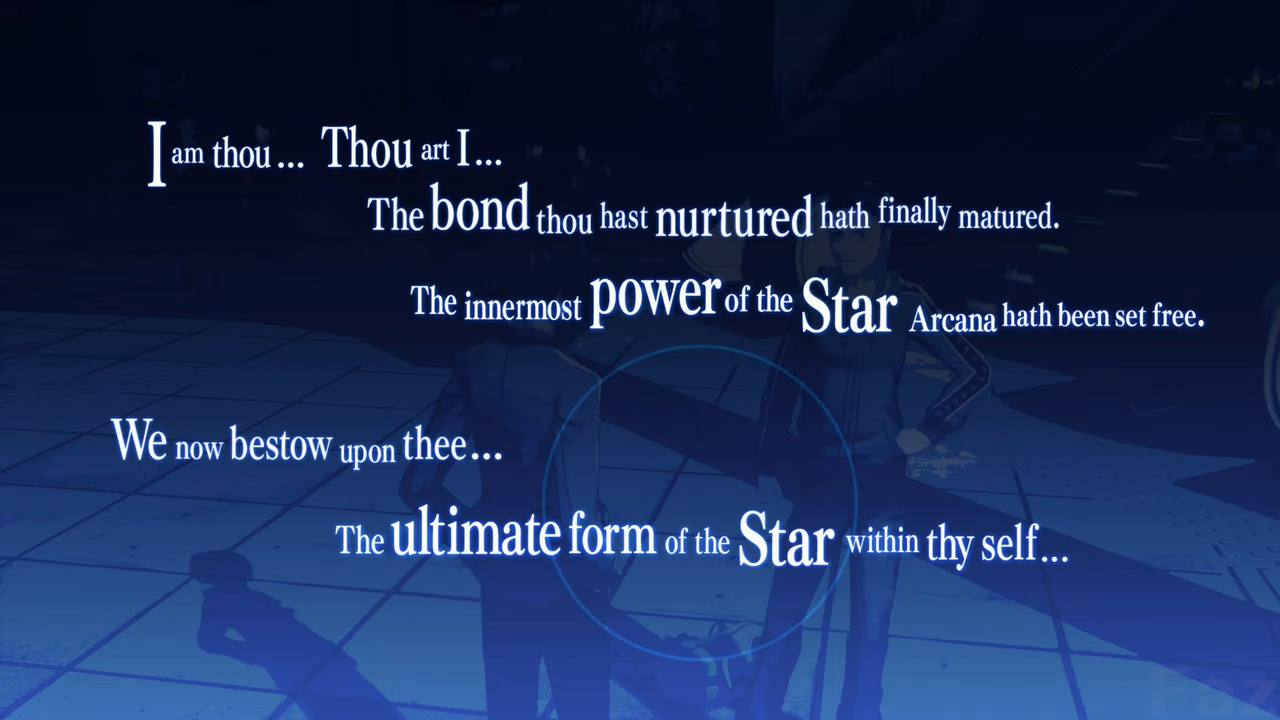 I am thou... Thou art I...
The bond thou hast nurtured hath finally matured.
The innermost power of the Star Arcana hath been set free.
We now bestow upon thee...
The ultimate form of the Star within thy self...